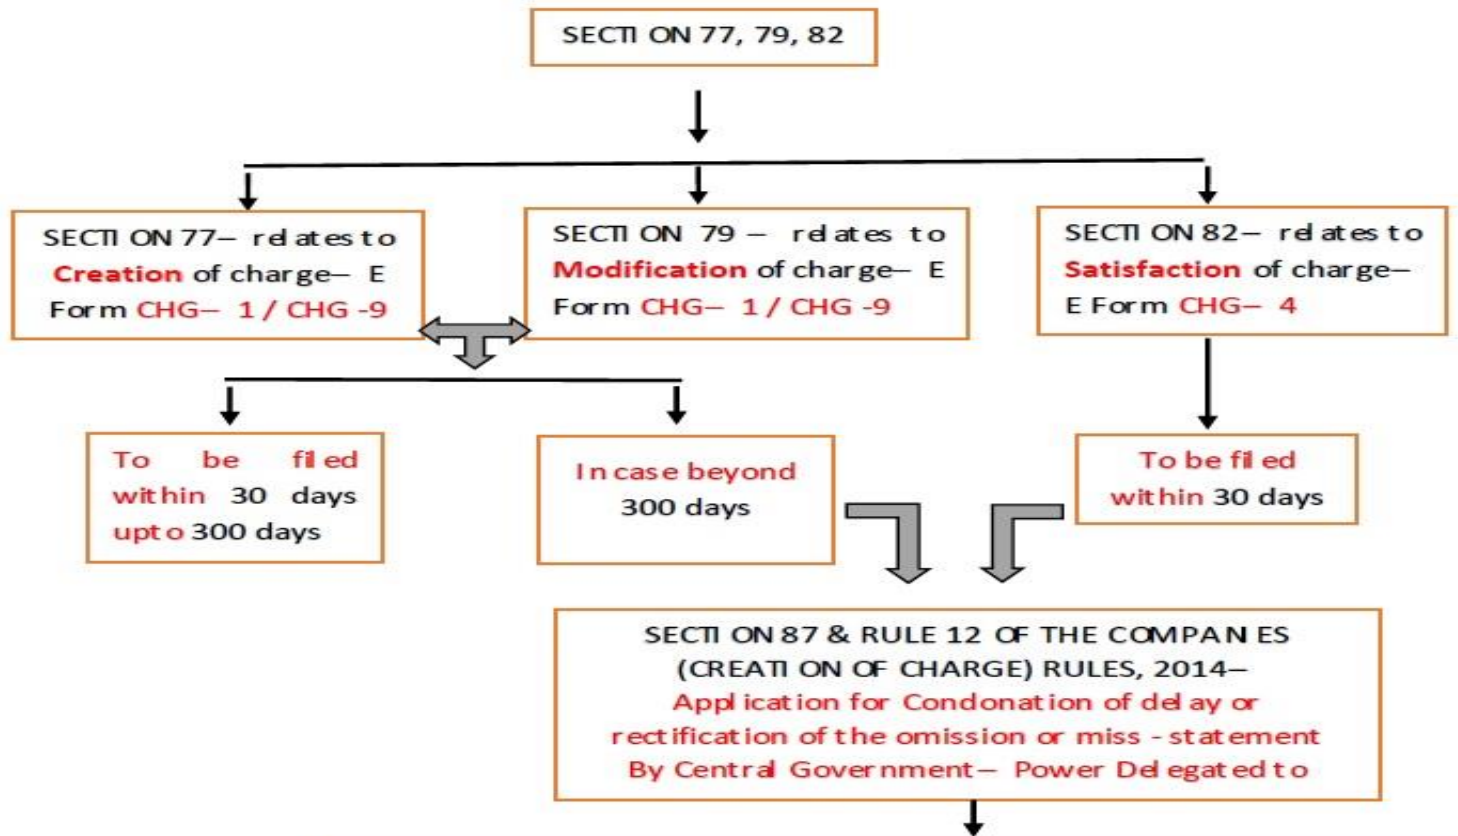 SECTION 77, 79, 82
SECTION 77– relates to
Creation of charge– E
Form CHG– 1 / CHG -9
SECTION 79 – relates to
Modification of charge– E
Form CHG– 1 / CHG -9
SECTION 82– relates to
Satisfaction of charge–
E Form CHG– 4
To be filed
within 30 days
upto 300 days
In case beyond
300 days
To be filed
within 30 days
SECTION 87 & RULE 12 OF THE COMPANIES
(CREATION OF CHARGE) RULES, 2014–
Application for Condonation of delay or
rectification of the omission or miss - statement
By Central Government– Power Delegated to